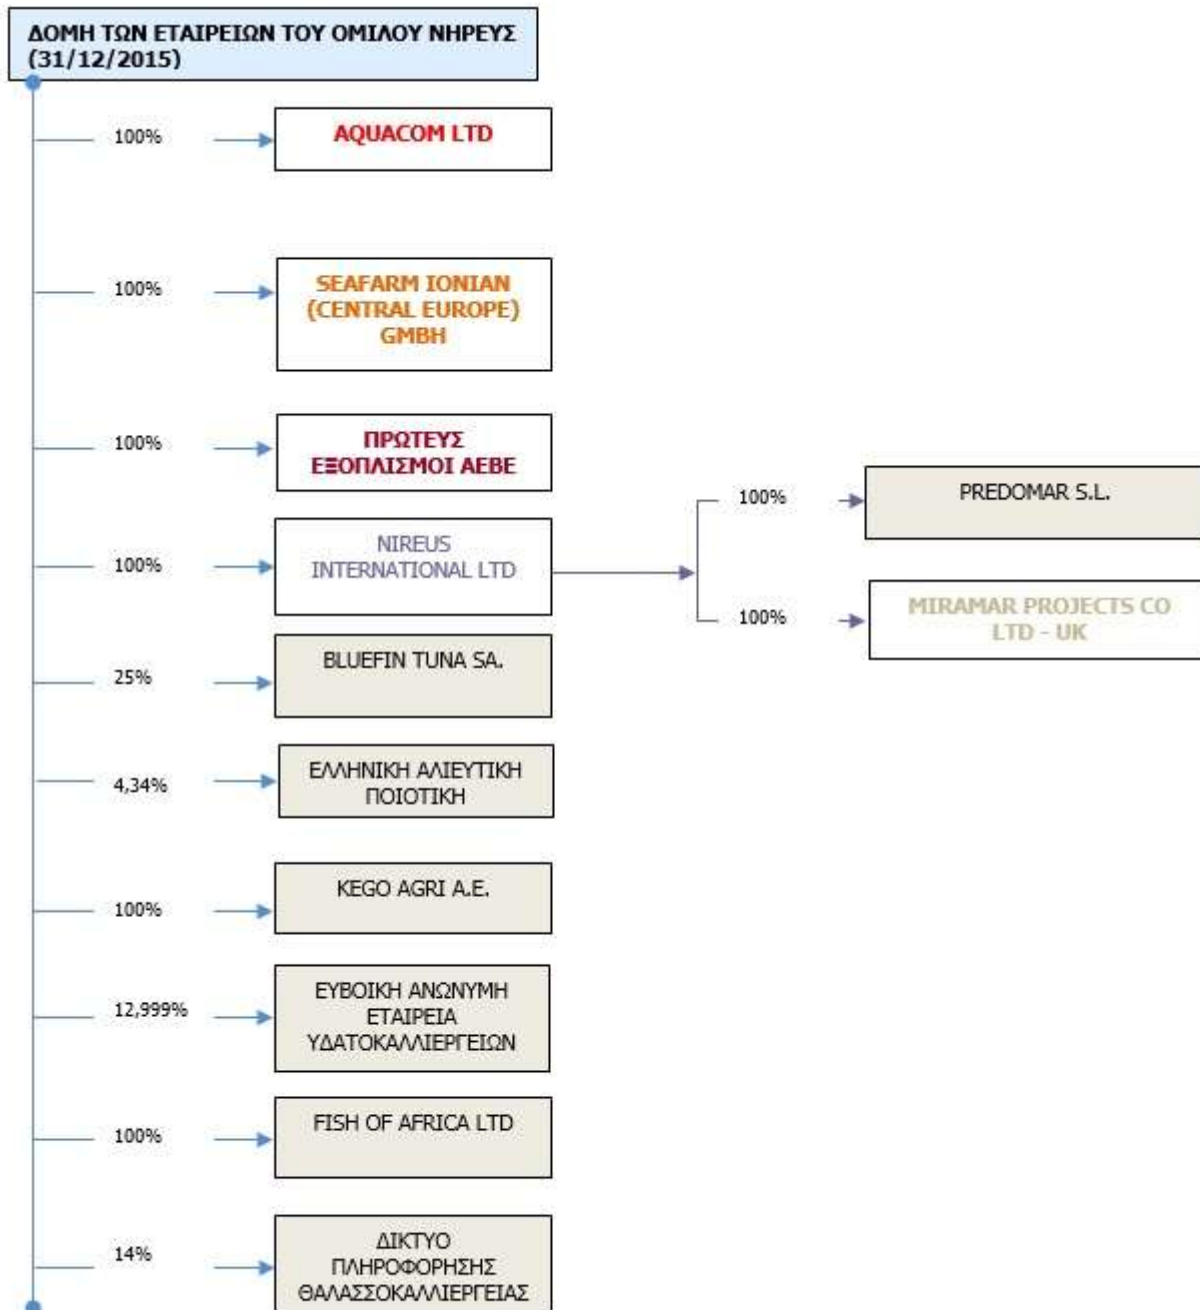 ΔΟΜΗ ΤΩΝ ΕΤΑΙΡΕΙΩΝ ΤΟΥ ΟΜΙΛΟΥ ΝΗΡΕΥΣ
(31/12/2015)
100%
AQUACOM LTD
100%
SEAFARM IONIAN
(CENTRAL EUROPE)
GMBH
100%
ΠΡΩΤΕΥΣ
ΕΞΟΠΛΙΣΜΟΙ ΑΕΒΕ
100%
NIREUS
INTERNATIONAL LTD
100%
PREDOMAR S.L.
100%
MIRAMAR PROJECTS CO
LTD - UK
25%
BLUEFIN TUNA SA.
4,34%
ΕΛΛΗΝΙΚΗ ΑΛΙΕΥΤΙΚΗ
ΠΟΙΟΤΙΚΗ
100%
KEGO AGRI A.E.
12,999%
ΕΥΒΟΙΚΗ ΑΝΩΝΥΜΗ
ΕΤΑΙΡΕΙΑ
ΥΔΑΤΟΚΑΛΛΙΕΡΓΕΙΩΝ
100%
FISH OF AFRICA LTD
14%
ΔΙΚΤΥΟ
ΠΛΗΡΟΦΟΡΗΣΗΣ
ΘΑΛΑΣΣΟΚΑΛΛΙΕΡΓΕΙΑΣ